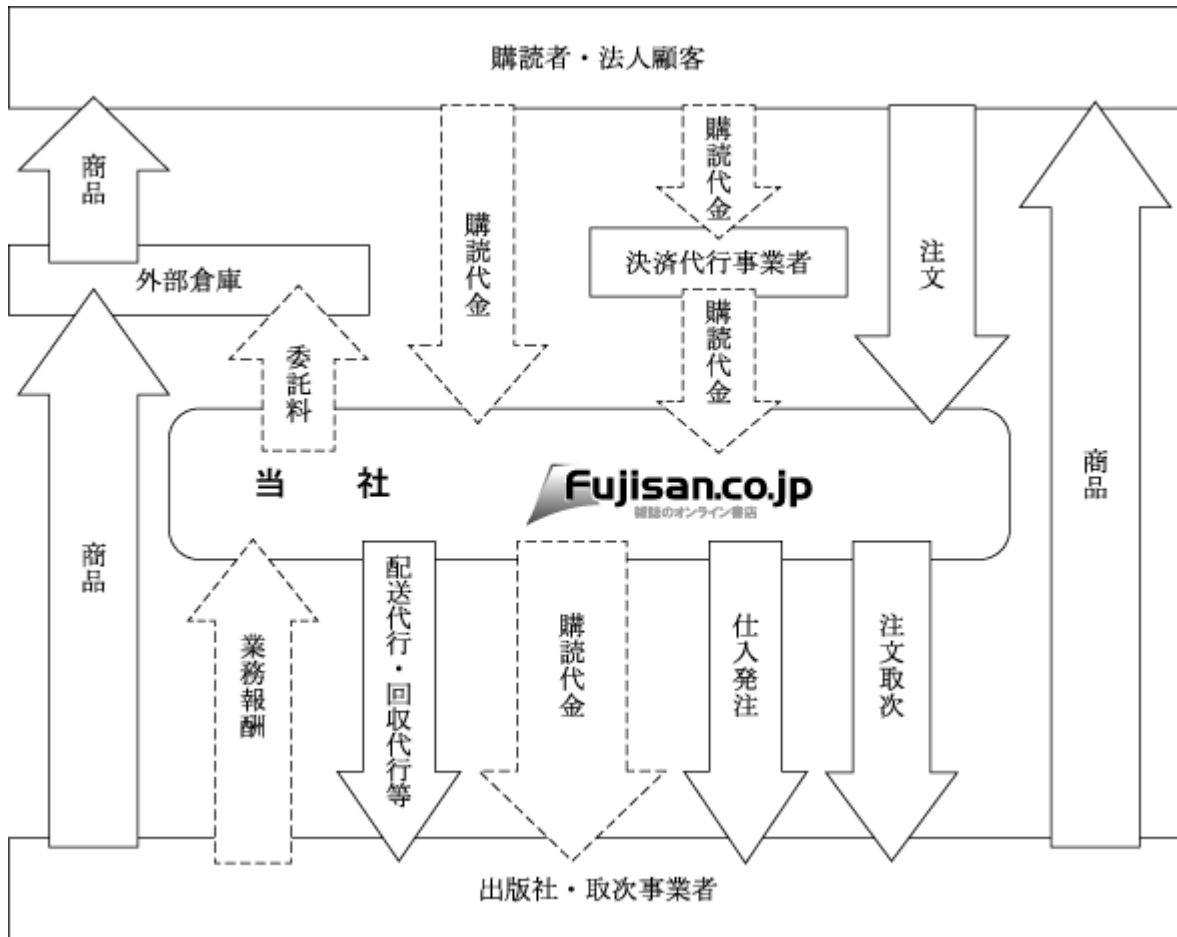 購読者・法人顧客
商品
購読代金
購読代金
注文
外部倉庫
決済代行事業者
購読代金
委託料
商品
当社
Fujisan.co.jp
雑誌のオンライン書店
商品
業務報酬
配送代行・回収代行等
購読代金
仕入発注
注文取次
出版社・取次事業者